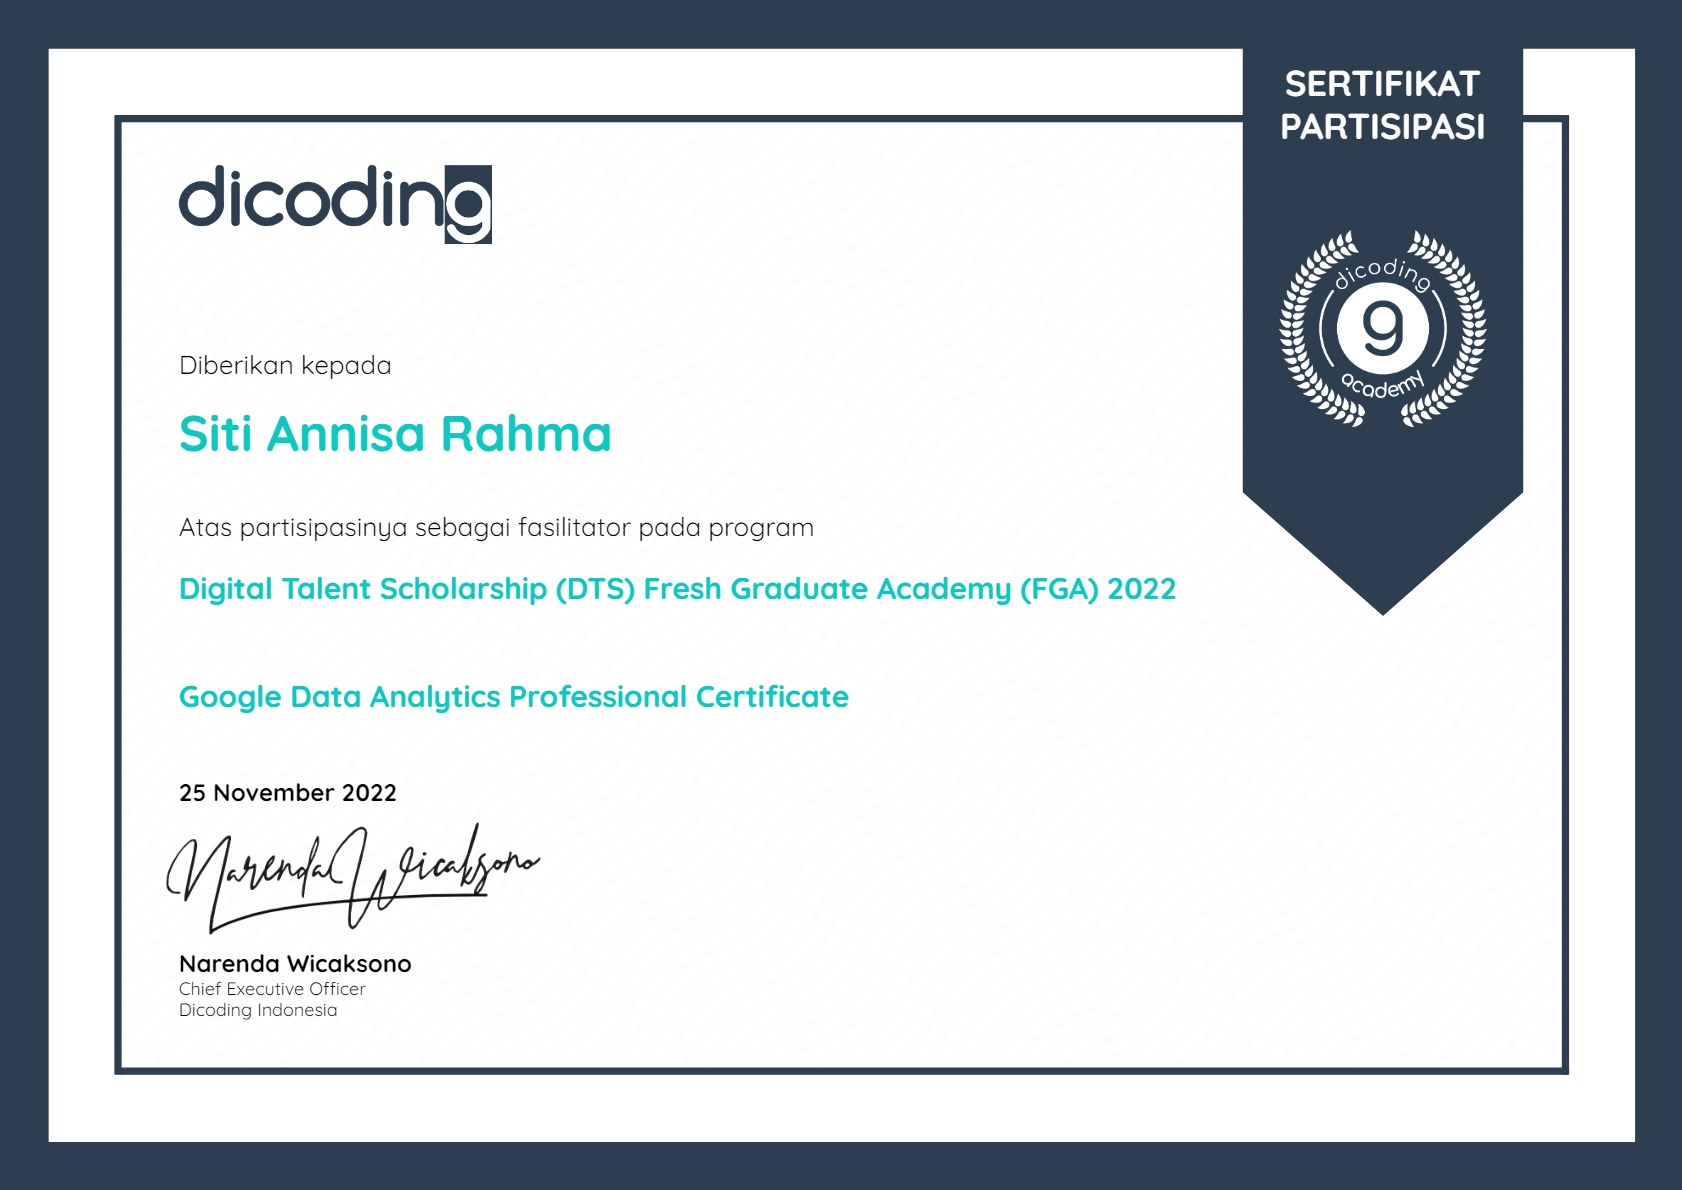 SERTIFIKAT
PARTISIPASI
dicoding
dicoding
g
academy
Diberikan kepada
Siti Annisa Rahma
Atas partisipasinya sebagai fasilitator pada program
Digital Talent Scholarship (DTS) Fresh Graduate Academy (FGA) 2022
Google Data Analytics Professional Certificate
25 November 2022
Narenda Wicaksono
Narenda Wicaksono
Chief Executive Officer
Dicoding Indonesia